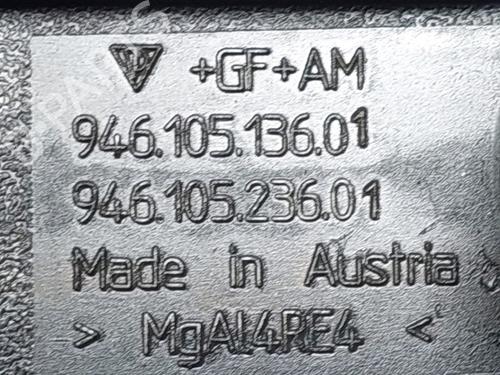 +GF+AM
946.105.136.01
946.105.236.01
Made in Austria
> MgAl4RE4 <